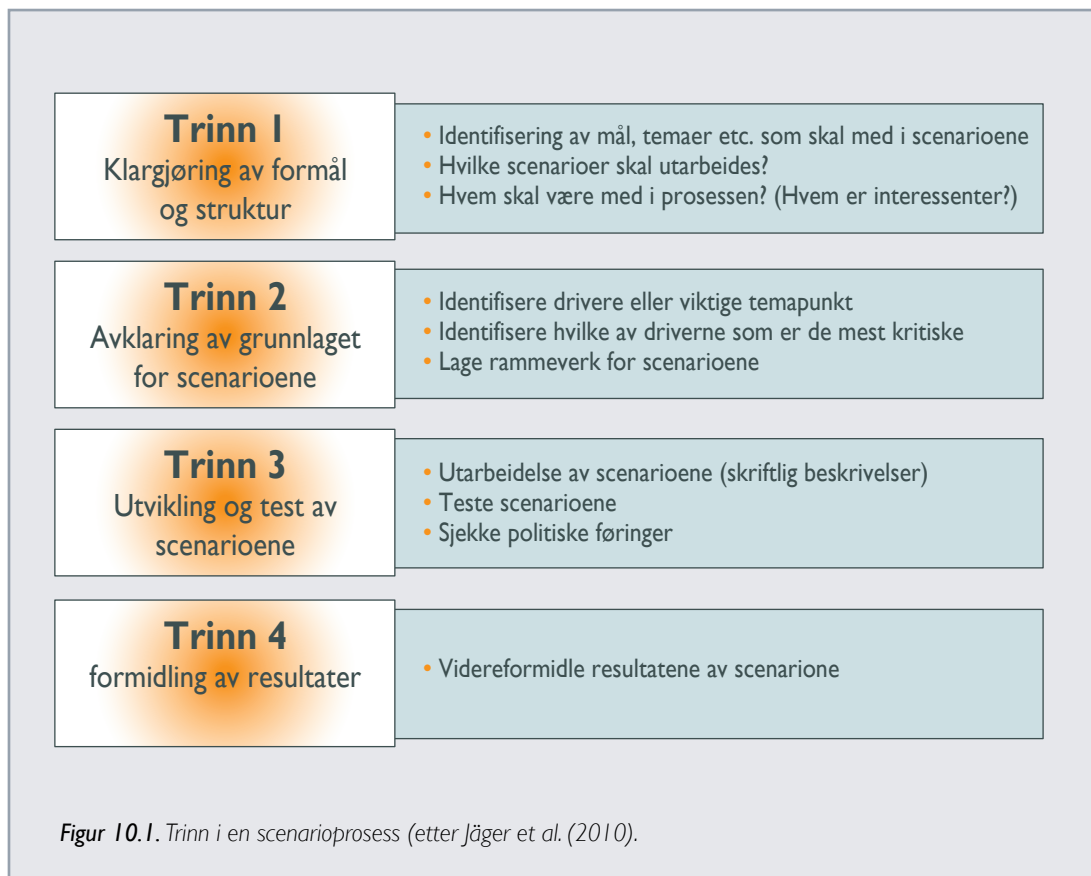 Trinn 1
Klargjøring av formål
og struktur
• Identifisering av mål, temaer etc. som skal med i scenarioene
• Hvilke scenarioer skal utarbeides?
• Hvem skal være med i prosessen? (Hvem er interessenter?)
Trinn 2
Avklaring av grunnlaget
for scenarioene
• Identifisere drivere eller viktige temapunkt
• Identifisere hvilke av driverne som er de mest kritiske
• Lage rammeverk for scenarioene
Trinn 3
Utvikling og test av
scenarioene
• Utarbeidelse av scenarioene (skriftlig beskrivelser)
• Teste scenarioene
• Sjekke politiske føringer
Trinn 4
formidling av resultater
• Videreformidle resultatene av scenarione
Figur 10.1. Trinn i en scenarioprosess (etter Jäger et al. (2010).